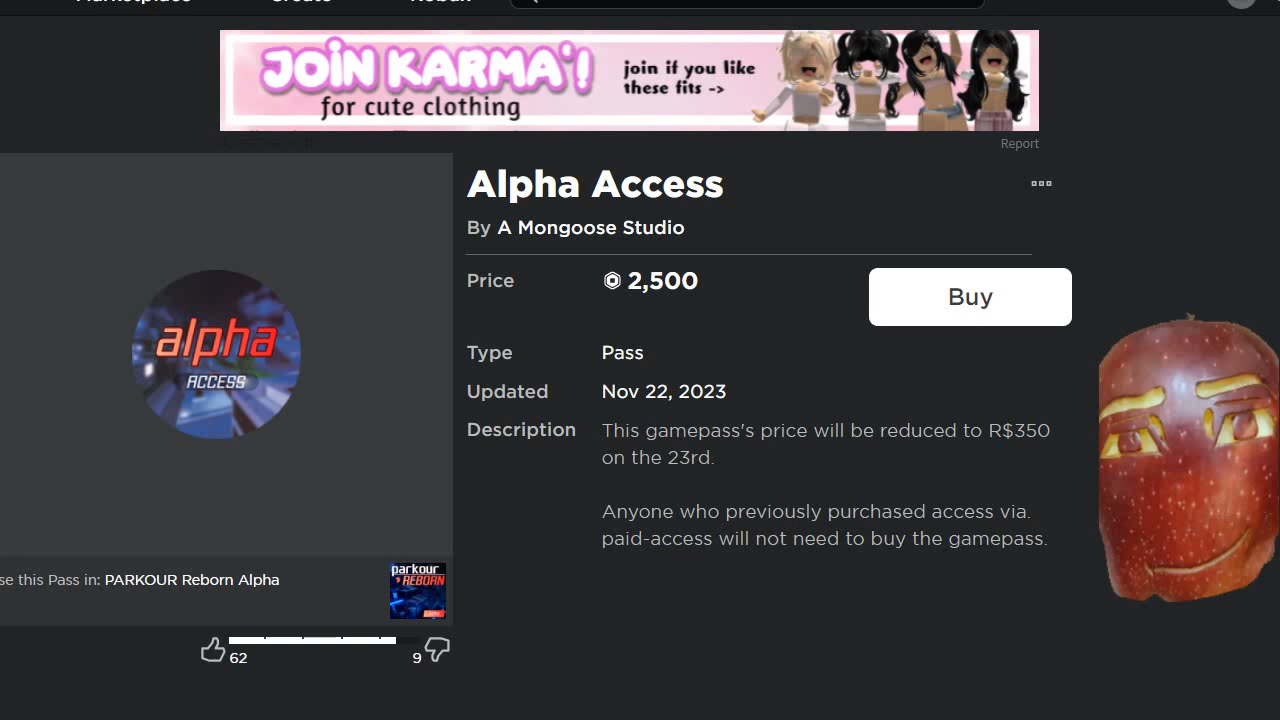 Marketplace Create Robux
JOIN KARMA'!
for cute clothing
join if you like
these fits ->
Report
Alpha Access
By A Mongoose Studio
Price 2,500
Buy
Type Pass
Updated Nov 22, 2023
Description This gamepass's price will be reduced to R$350
on the 23rd.
Anyone who previously purchased access via.
paid-access will not need to buy the gamepass.
alpha
ACCESS
se this Pass in: PARKOUR Reborn Alpha
parkour
REBORN
62 9